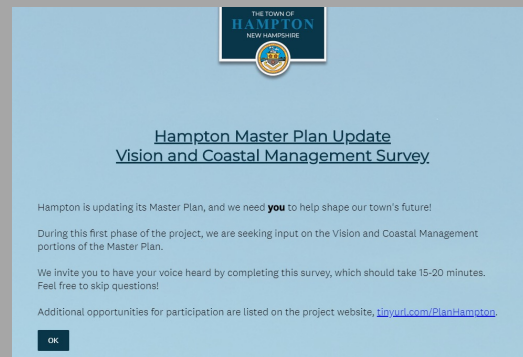 THE TOWN OF
HAMPTON
NEW HAMPSHIRE
Hampton Master Plan Update
Vision and Coastal Management Survey
Hampton is updating its Master Plan, and we need you to help shape our town's future!
During this first phase of the project, we are seeking input on the Vision and Coastal Management
portions of the Master Plan.
We invite you to have your voice heard by completing this survey, which should take 15-20 minutes.
Feel free to skip questions!
Additional opportunities for participation are listed on the project website, tinyurl.com/PlanHampton.
OK